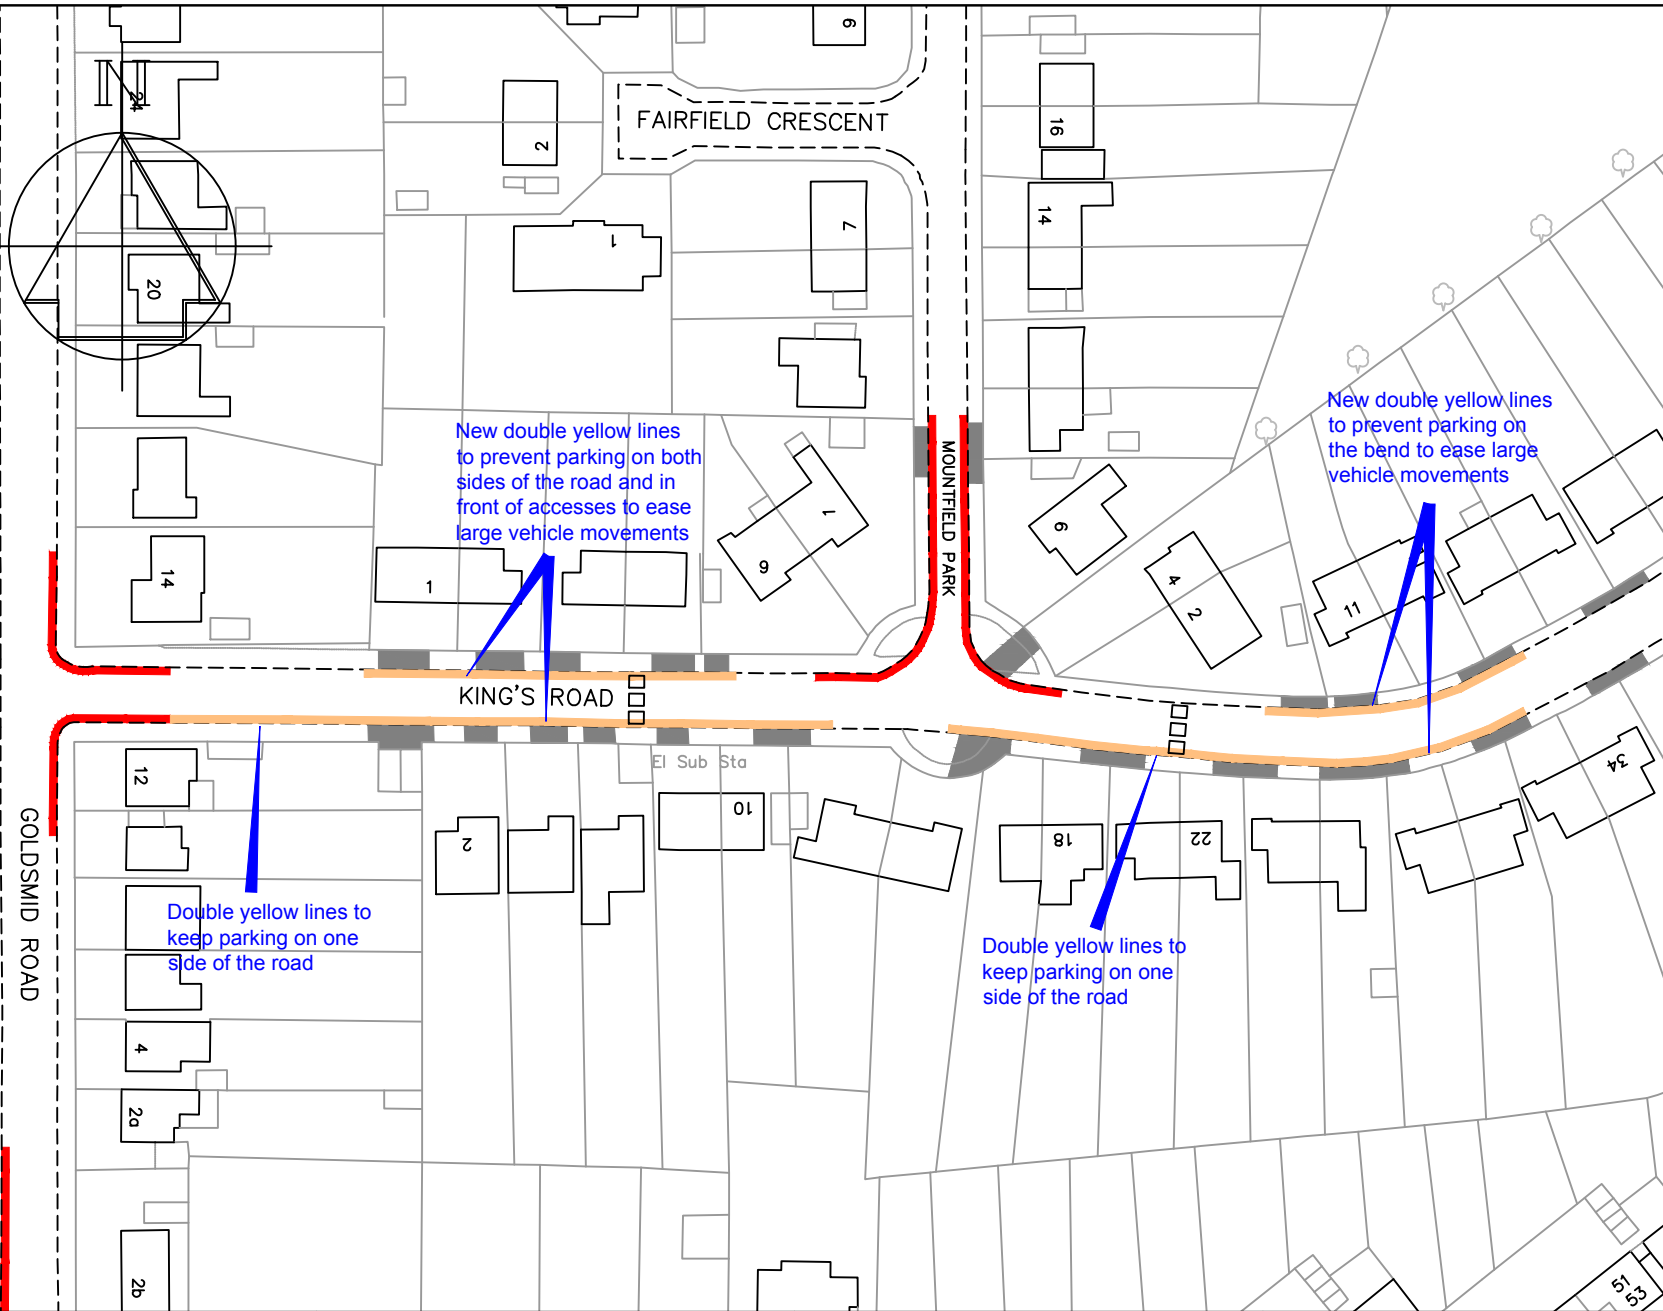 6
24
FAIRFIELD CRESCENT
2
16
14
7
1
20
New double yellow lines
to prevent parking on
the bend to ease large
vehicle movements
New double yellow lines
to prevent parking on both
sides of the road and in
front of accesses to ease
large vehicle movements
MOUNTFIELD PARK
1
9
6
14
1
4
2
11
KING'S ROAD
El Sub Sta
12
10
2
18
22
34
GOLDSMID ROAD
Double yellow lines to
keep parking on one
side of the road
Double yellow lines to
keep parking on one
side of the road
4
2a
2b
51
53